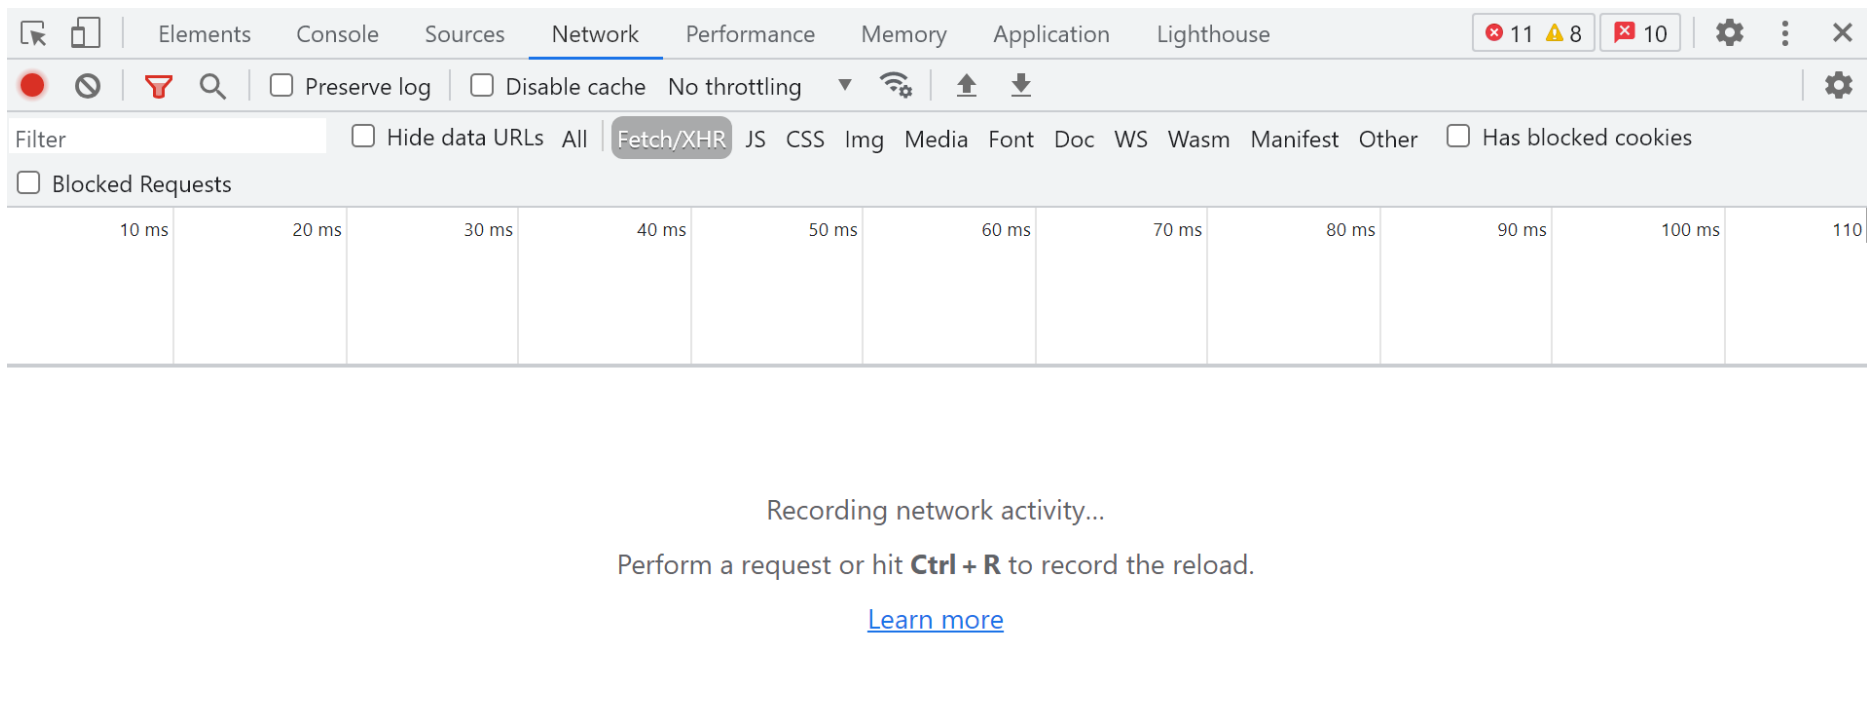 Elements Console Sources Network Performance Memory Application Lighthouse 11 8 10
Preserve log Disable cache No throttling
Filter Hide data URLs All Fetch/XHR JS CSS Img Media Font Doc WS Wasm Manifest Other Has blocked cookies
Blocked Requests
10 ms 20 ms 30 ms 40 ms 50 ms 60 ms 70 ms 80 ms 90 ms 100 ms 110
Recording network activity…
Perform a request or hit Ctrl + R to record the reload.
Learn more